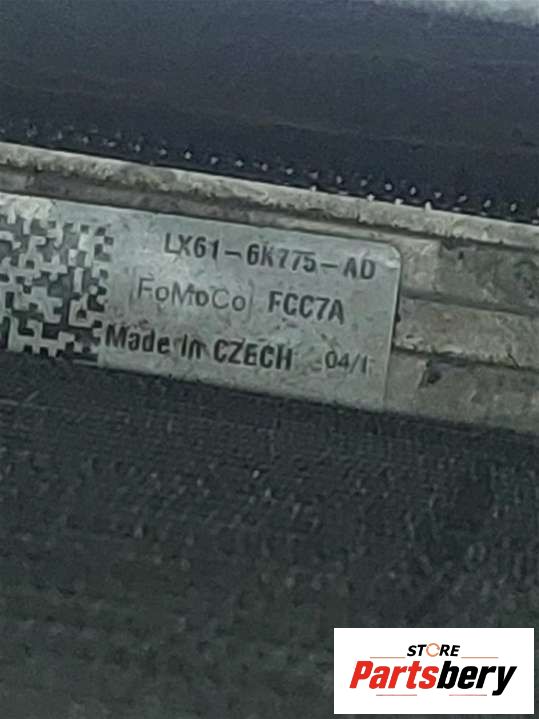 LX61-6K775-AD
FoMoCo FCC7A
Made in CZECH 04/1
STORE
Partsbery